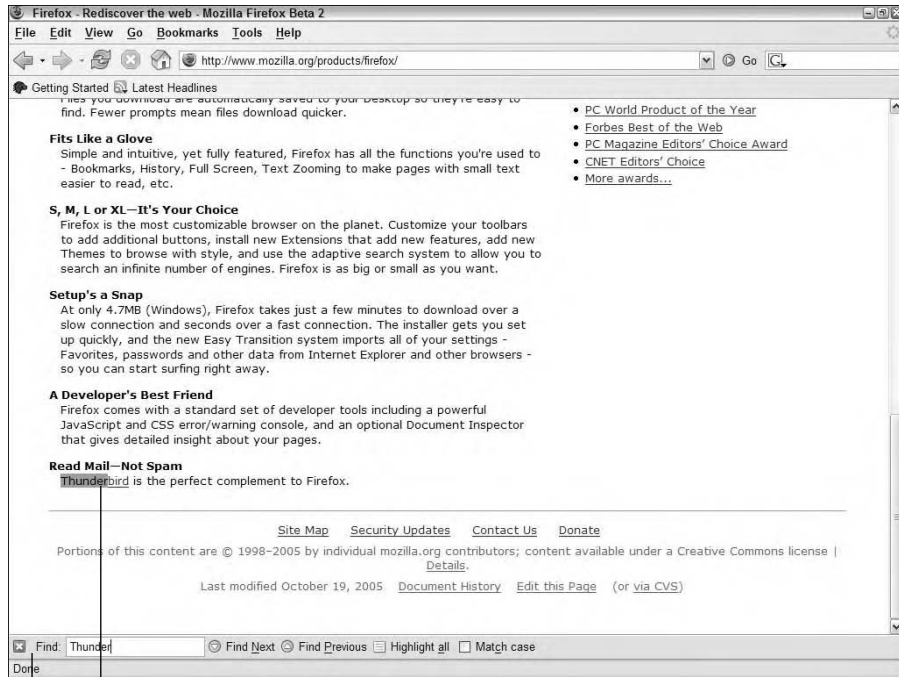 Firefox - Rediscover the web - Mozilla Firefox Beta 2
File Edit View Go Bookmarks Tools Help
http://www.mozilla.org/products/firefox/ Go G
Getting Started Latest Headlines
Files you download are automatically saved to your Desktop so they're easy to
find. Fewer prompts mean files download quicker.
Fits Like a Glove
Simple and intuitive, yet fully featured, Firefox has all the functions you're used to
- Bookmarks, History, Full Screen, Text Zooming to make pages with small text
easier to read, etc.
S, M, L or XL—It's Your Choice
Firefox is the most customizable browser on the planet. Customize your toolbars
to add additional buttons, install new Extensions that add new features, add new
Themes to browse with style, and use the adaptive search system to allow you to
search an infinite number of engines. Firefox is as big or small as you want.
Setup's a Snap
At only 4.7MB (Windows), Firefox takes just a few minutes to download over a
slow connection and seconds over a fast connection. The installer gets you set
up quickly, and the new Easy Transition system imports all of your settings -
Favorites, passwords and other data from Internet Explorer and other browsers -
so you can start surfing right away.
A Developer's Best Friend
Firefox comes with a standard set of developer tools including a powerful
JavaScript and CSS error/warning console, and an optional Document Inspector
that gives detailed insight about your pages.
Read Mail—Not Spam
Thunderbird is the perfect complement to Firefox.
PC World Product of the Year
Forbes Best of the Web
PC Magazine Editors' Choice Award
CNET Editors' Choice
More awards...
Site Map Security Updates Contact Us Donate
Portions of this content are © 1998–2005 by individual mozilla.org contributors; content available under a Creative Commons license |
Details.
Last modified October 19, 2005 Document History Edit this Page (or via CVS)
Find: Thunder Find Next Find Previous Highlight all Match case
Done